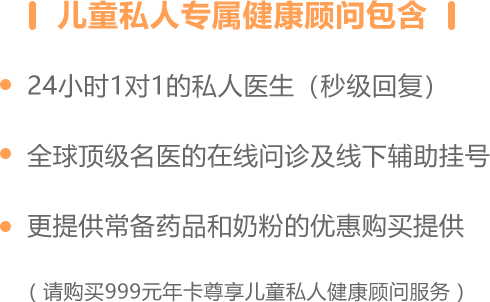 儿童私人专属健康顾问包含
24小时1对1的私人医生（秒级回复）
全球顶级名医的在线问诊及线下辅助挂号
更提供常备药品和奶粉的优惠购买提供
（请购买999元年卡尊享儿童私人健康顾问服务）